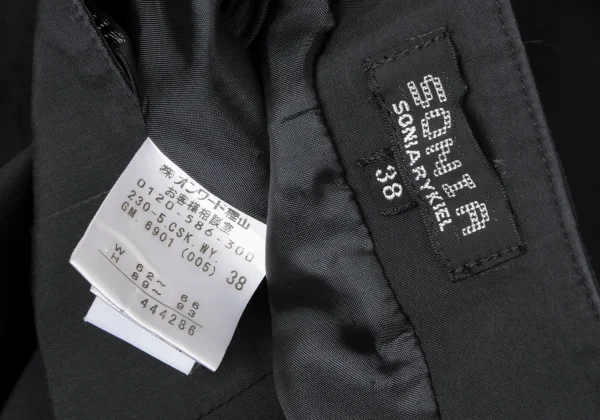 ㈱オンワード樫山
お客様相談室
0120-586-300
230-5.CSK.WY.
GM.6901 (005) 38
W 62～ 66
H 89～ 93
444286
SONIA
SONIA RYKIEL
38